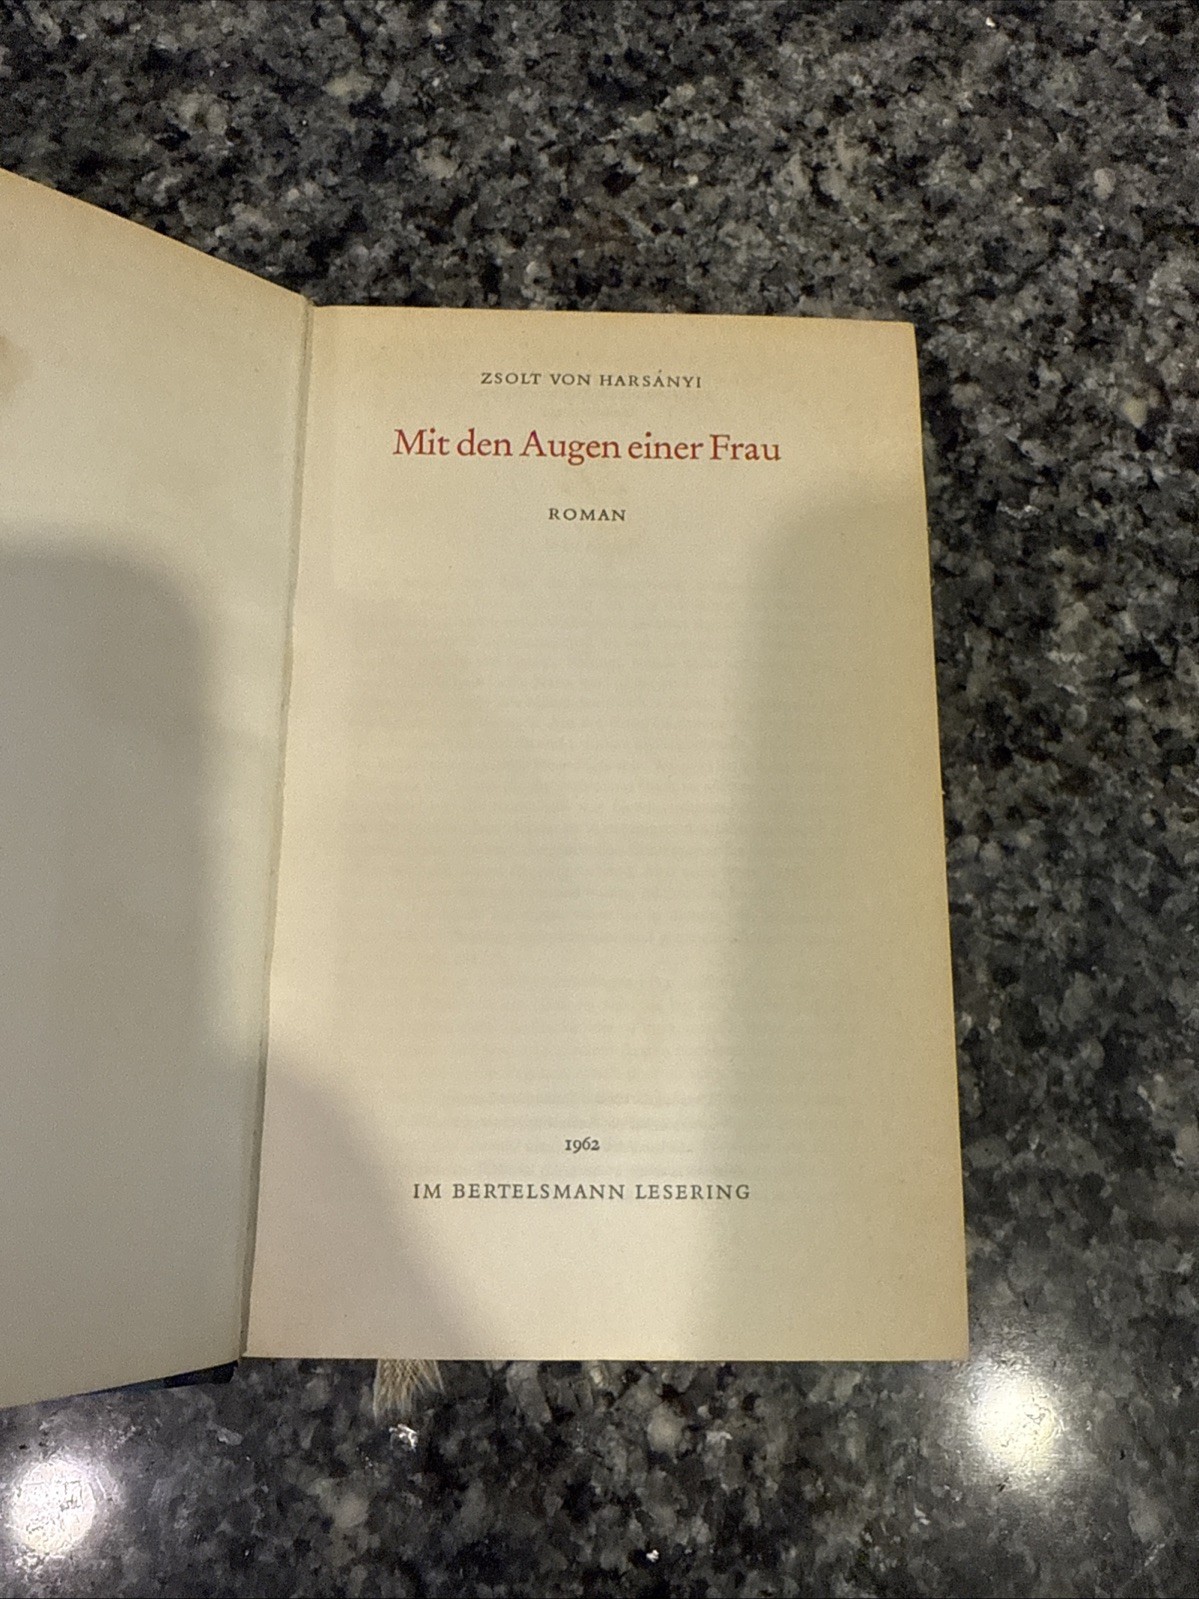 ZSOLT VON HARSÁNYI
Mit den Augen einer Frau
ROMAN
1962
IM BERTELSMANN LESERING